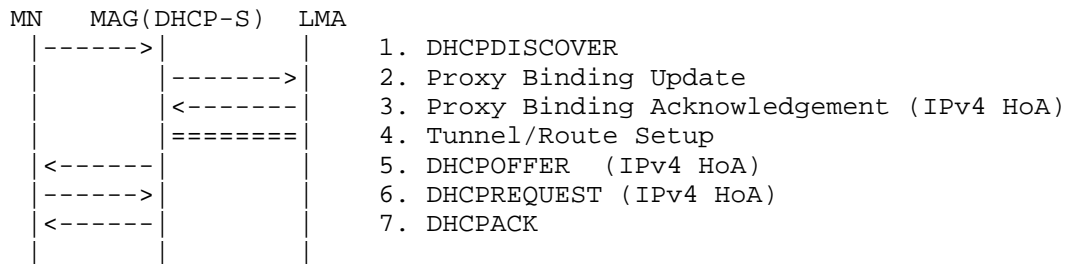 MN MAG(DHCP-S) LMA
|------>| | 1. DHCPDISCOVER
| |------->| 2. Proxy Binding Update
| |<-------| 3. Proxy Binding Acknowledgement (IPv4 HoA)
| |========| 4. Tunnel/Route Setup
|<------| | 5. DHCPOFFER (IPv4 HoA)
|------>| | 6. DHCPREQUEST (IPv4 HoA)
|<------| | 7. DHCPACK
| | |